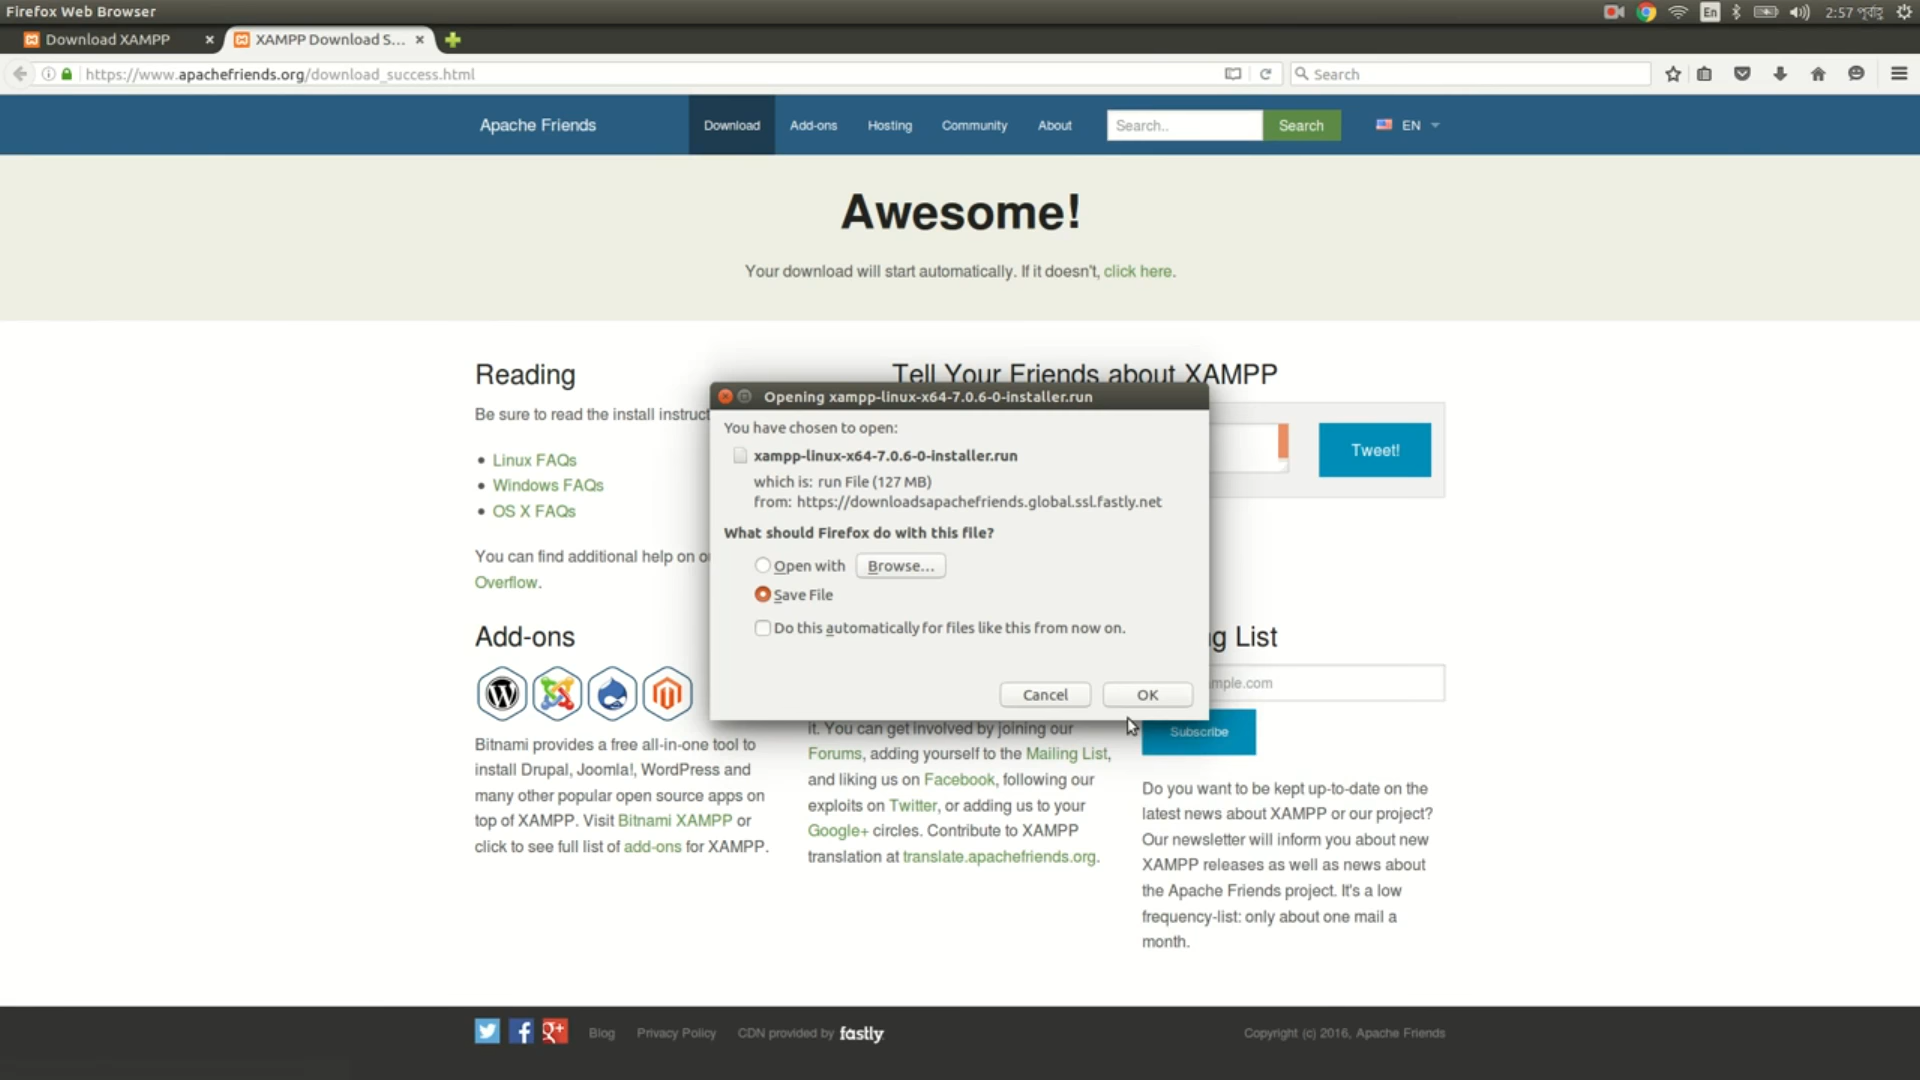 Firefox Web Browser
En
2:57 পূর্বাহ্ণ
Download XAMPP
XAMPP Download S...
https://www.apachefriends.org/download_success.html
Search
Apache Friends
Download
Add-ons
Hosting
Community
About
Search..
Search
EN
Awesome!
Your download will start automatically. If it doesn't, click here.
Reading
Be sure to read the install instruct
Linux FAQs
Windows FAQs
OS X FAQs
You can find additional help on o
Overflow.
Tell Your Friends about XAMPP
Tweet!
Opening xampp-linux-x64-7.0.6-0-installer.run
You have chosen to open:
xampp-linux-x64-7.0.6-0-installer.run
which is: run File (127 MB)
from: https://downloadsapachefriends.global.ssl.fastly.net
What should Firefox do with this file?
Open with
Browse...
Save File
Do this automatically for files like this from now on.
Cancel
OK
Add-ons
Bitnami provides a free all-in-one tool to
install Drupal, Joomla!, WordPress and
many other popular open source apps on
top of XAMPP. Visit Bitnami XAMPP or
click to see full list of add-ons for XAMPP.
it. You can get involved by joining our
Forums, adding yourself to the Mailing List,
and liking us on Facebook, following our
exploits on Twitter, or adding us to your
Google+ circles. Contribute to XAMPP
translation at translate.apachefriends.org.
g List
mple.com
Subscribe
Do you want to be kept up-to-date on the
latest news about XAMPP or our project?
Our newsletter will inform you about new
XAMPP releases as well as news about
the Apache Friends project. It's a low
frequency-list: only about one mail a
month.
Blog
Privacy Policy
CDN provided by fastly
Copyright (c) 2016, Apache Friends